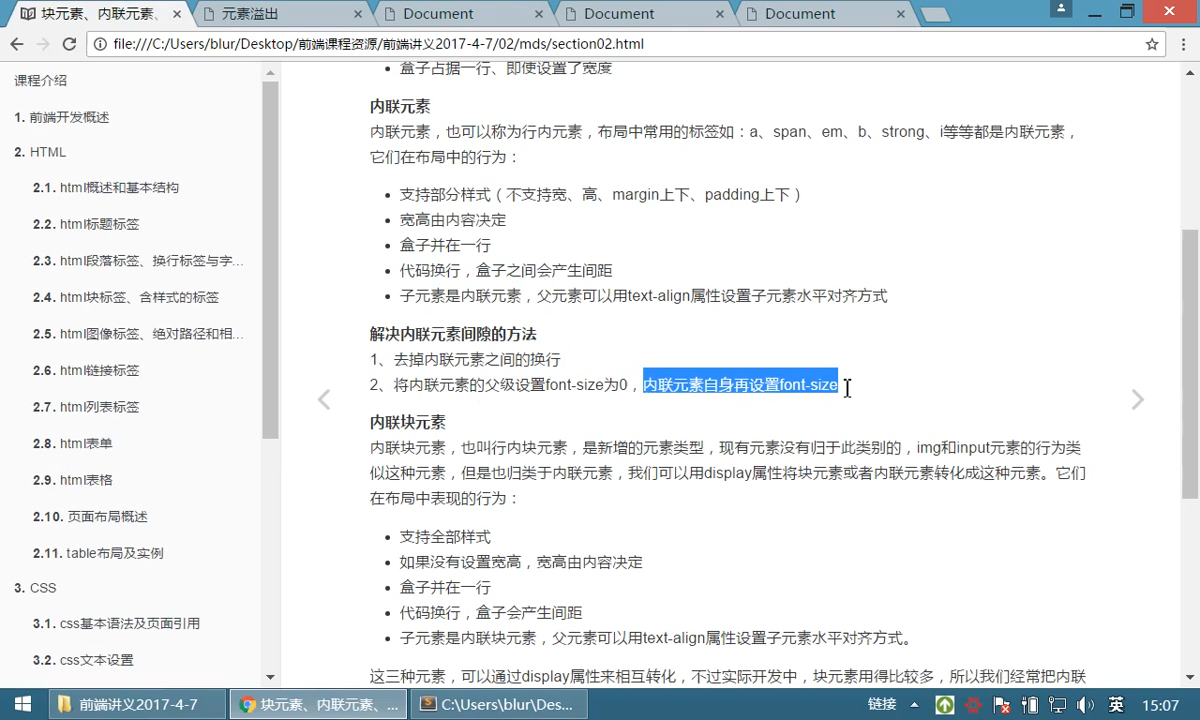 块元素、内联元素、
元素溢出
Document
Document
Document
file:///C:/Users/blur/Desktop/前端课程资源/前端讲义2017-4-7/02/mds/section02.html
课程介绍
1. 前端开发概述
2. HTML
2.1. html概述和基本结构
2.2. html标题标签
2.3. html段落标签、换行标签与字...
2.4. html块标签、含样式的标签
2.5. html图像标签、绝对路径和相...
2.6. html链接标签
2.7. html列表标签
2.8. html表单
2.9. html表格
2.10. 页面布局概述
2.11. table布局及实例
3. CSS
3.1. css基本语法及页面引用
3.2. css文本设置
盒子占据一行、即使设置了宽度
内联元素
内联元素，也可以称为行内元素，布局中常用的标签如：a、span、em、b、strong、i等等都是内联元素，
它们在布局中的行为：
支持部分样式（不支持宽、高、margin上下、padding上下）
宽高由内容决定
盒子并在一行
代码换行，盒子之间会产生间距
子元素是内联元素，父元素可以用text-align属性设置子元素水平对齐方式
解决内联元素间隙的方法
1、去掉内联元素之间的换行
2、将内联元素的父级设置font-size为0，内联元素自身再设置font-size
内联块元素
内联块元素，也叫行内块元素，是新增的元素类型，现有元素没有归于此类别的，img和input元素的行为类
似这种元素，但是也归类于内联元素，我们可以用display属性将块元素或者内联元素转化成这种元素。它们
在布局中表现的行为：
支持全部样式
如果没有设置宽高，宽高由内容决定
盒子并在一行
代码换行，盒子会产生间距
子元素是内联块元素，父元素可以用text-align属性设置子元素水平对齐方式。
这三种元素，可以通过display属性来相互转化，不过实际开发中，块元素用得比较多，所以我们经常把内联
前端讲义2017-4-7
块元素、内联元素、...
C:\Users\blur\Des...
链接
英
15:07